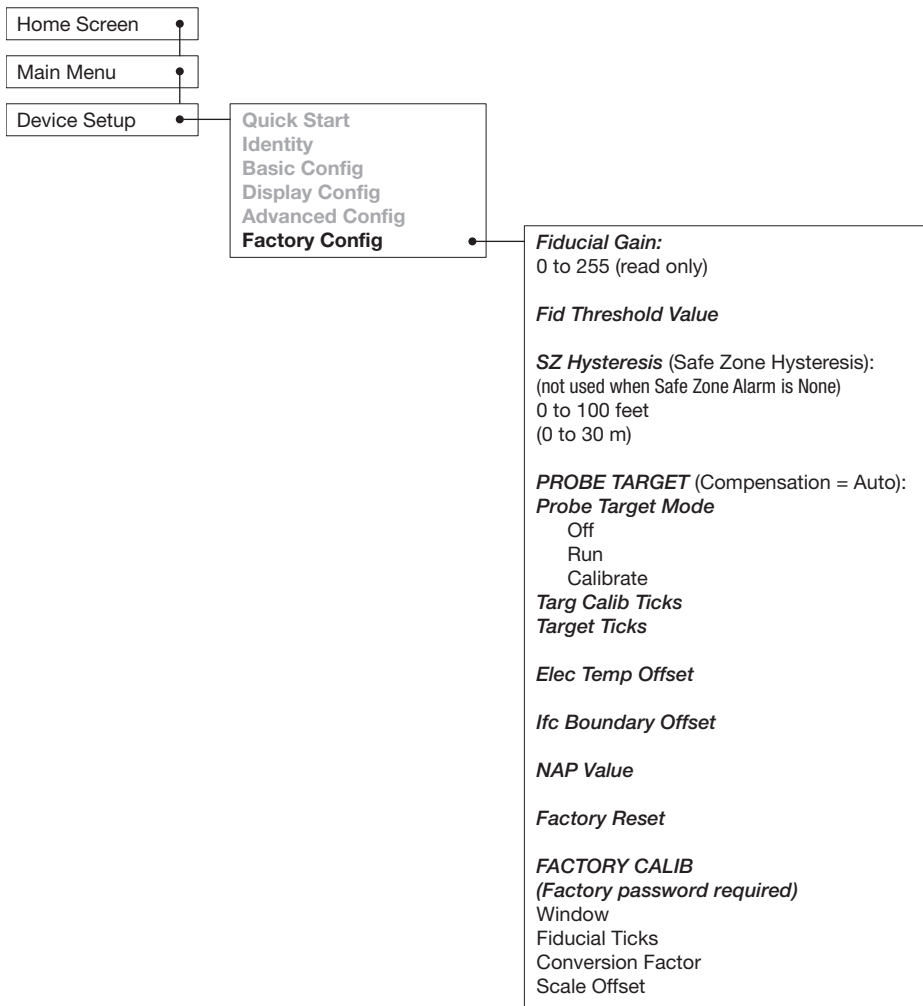 Home Screen
Main Menu
Device Setup
Quick Start
Identity
Basic Config
Display Config
Advanced Config
Factory Config
Fiducial Gain:
0 to 255 (read only)
Fid Threshold Value
SZ Hysteresis (Safe Zone Hysteresis):
(not used when Safe Zone Alarm is None)
0 to 100 feet
(0 to 30 m)
PROBE TARGET (Compensation = Auto):
Probe Target Mode
Off
Run
Calibrate
Targ Calib Ticks
Target Ticks
Elec Temp Offset
Ifc Boundary Offset
NAP Value
Factory Reset
FACTORY CALIB
(Factory password required)
Window
Fiducial Ticks
Conversion Factor
Scale Offset